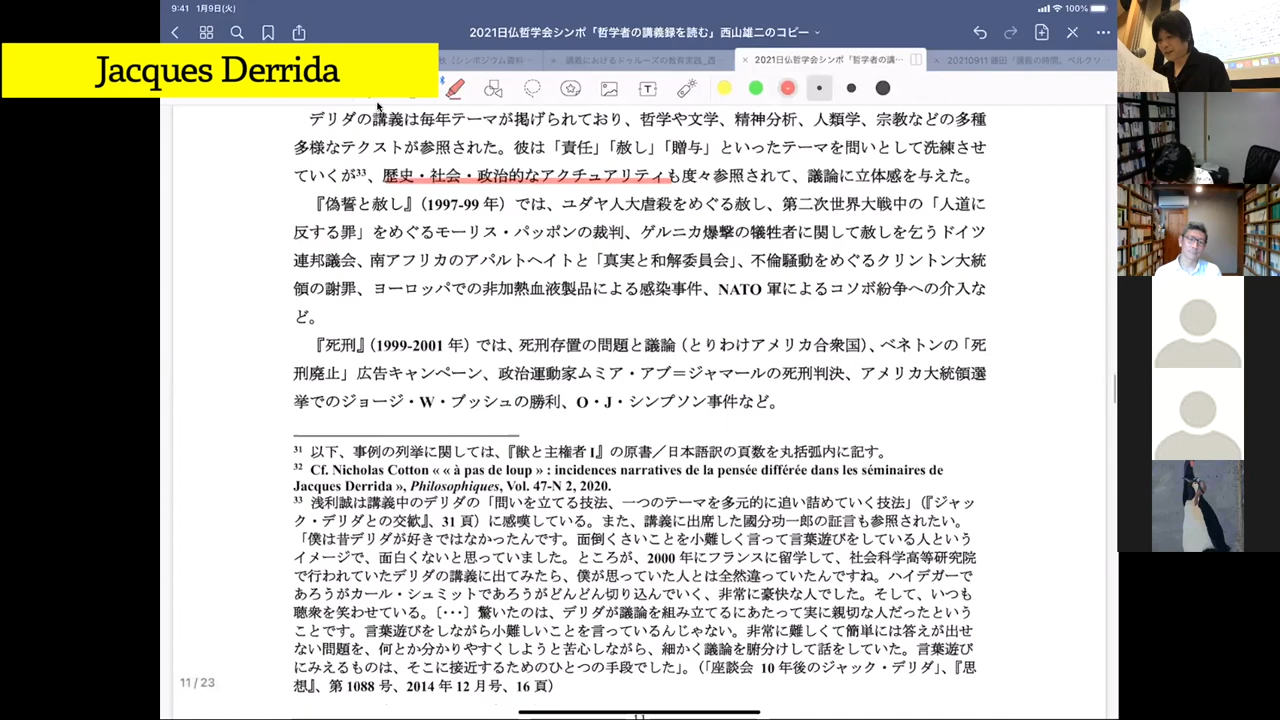 9:41 1月9日(火)
100%
2021日仏哲学会シンポ「哲学者の講義録を読む」西山雄二のコピー
Jacques Derrida
講義におけるドゥルーズの教育実践_西…
× 2021日仏哲学会シンポ「哲学者の講…
× 20210911 藤田「講義の時間。ベルクソ
デリダの講義は毎年テーマが掲げられており、哲学や文学、精神分析、人類学、宗教などの多種
多様なテクストが参照された。彼は「責任」「赦し」「贈与」といったテーマを問いとして洗練させ
ていくが33、歴史・社会・政治的なアクチュアリティも度々参照されて、議論に立体感を与えた。
『偽誓と赦し』(1997-99 年) では、ユダヤ人大虐殺をめぐる赦し、第二次世界大戦中の「人道に
反する罪」をめぐるモーリス・パッポンの裁判、ゲルニカ爆撃の犠牲者に関して赦しを乞うドイツ
連邦議会、南アフリカのアパルトヘイトと「真実と和解委員会」、不倫騒動をめぐるクリントン大統
領の謝罪、ヨーロッパでの非加熱血液製品による感染事件、NATO 軍によるコソボ紛争への介入な
ど。
『死刑』(1999-2001 年) では、死刑存置の問題と議論 (とりわけアメリカ合衆国)、ベネトンの「死
刑廃止」広告キャンペーン、政治運動家ムミア・アブ=ジャマールの死刑判決、アメリカ大統領選
挙でのジョージ・W・ブッシュの勝利、O・J・シンプソン事件など。
31 以下、事例の列挙に関しては、『獣と主権者 I』の原書/日本語訳の頁数を丸括弧内に記す。
32 Cf. Nicholas Cotton « « à pas de loup » : incidences narratives de la pensée différée dans les séminaires de
Jacques Derrida », Philosophiques, Vol. 47-N 2, 2020.
33 浅利誠は講義中のデリダの「問いを立てる技法、一つのテーマを多元的に追い詰めていく技法」(『ジャッ
ク・デリダとの交歓』、31 頁) に感嘆している。また、講義に出席した國分功一郎の証言も参照されたい。
「僕は昔デリダが好きではなかったんです。面倒くさいことを小難しく言って言葉遊びをしている人という
イメージで、面白くないと思っていました。ところが、2000 年にフランスに留学して、社会科学高等研究院
で行われていたデリダの講義に出てみたら、僕が思っていた人とは全然違っていたんですね。ハイデガーで
あろうがカール・シュミットであろうがどんどん切り込んでいく、非常に豪快な人でした。そして、いつも
聴衆を笑わせている。〔・・・〕驚いたのは、デリダが議論を組み立てるにあたって実に親切な人だったという
ことです。言葉遊びをしながら小難しいことを言っているんじゃない。非常に難しくて簡単には答えが出せ
ない問題を、何とか分かりやすくしようと苦心しながら、細かく議論を腑分けして話をしていた。言葉遊び
にみえるものは、そこに接近するためのひとつの手段でした」。(「座談会 10 年後のジャック・デリダ」、『思
想』、第 1088 号、2014 年 12 月号、16 頁)
11 / 23